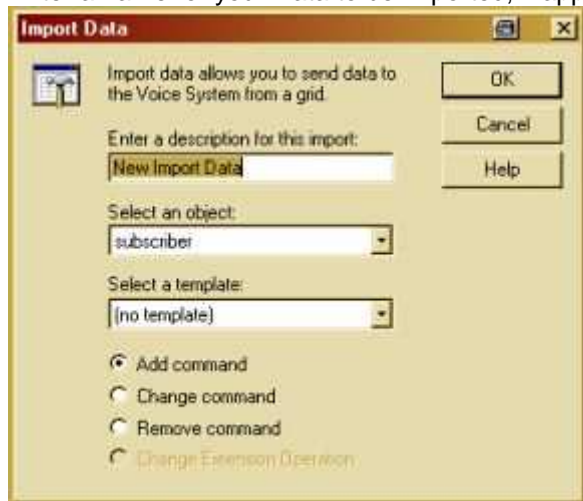 Import Data
Import data allows you to send data to
the Voice System from a grid.
OK
Cancel
Help
Enter a description for this import:
New Import Data
Select an object:
subscriber
Select a template:
(no template)
Add command
Change command
Remove command
Change Extension Operation